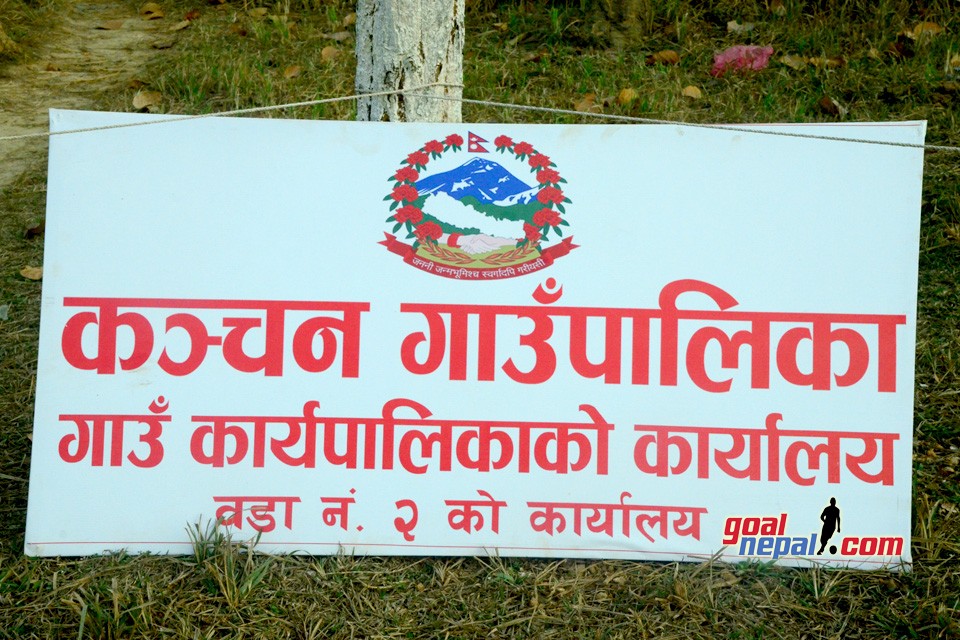 जननी जन्मभूमिश्च स्वर्गादपि गरीयसी
कञ्चन गाउँपालिका
गाउँ कार्यपालिकाको कार्यालय
वडा नं. २ को कार्यालय
goal
nepal.com